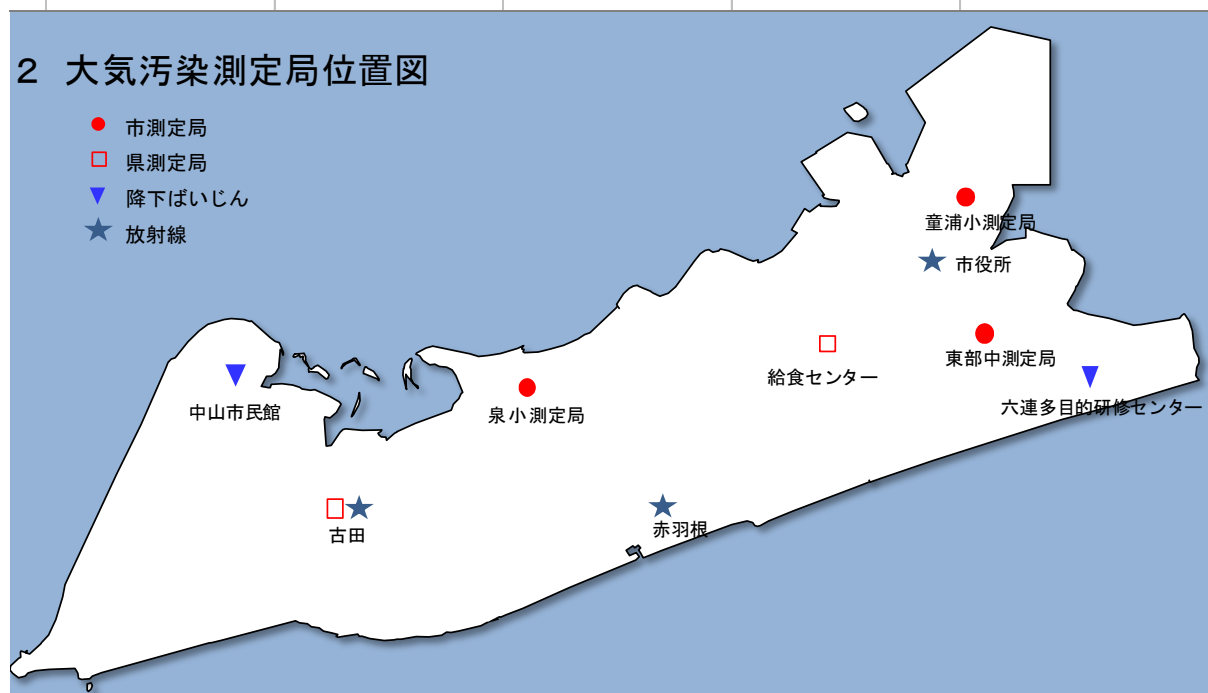 2 大気汚染測定局位置図
市測定局
県測定局
降下ばいじん
放射線
童浦小測定局
市役所
東部中測定局
給食センター
六連多目的研修センター
中山市民館
泉小測定局
古田
赤羽根